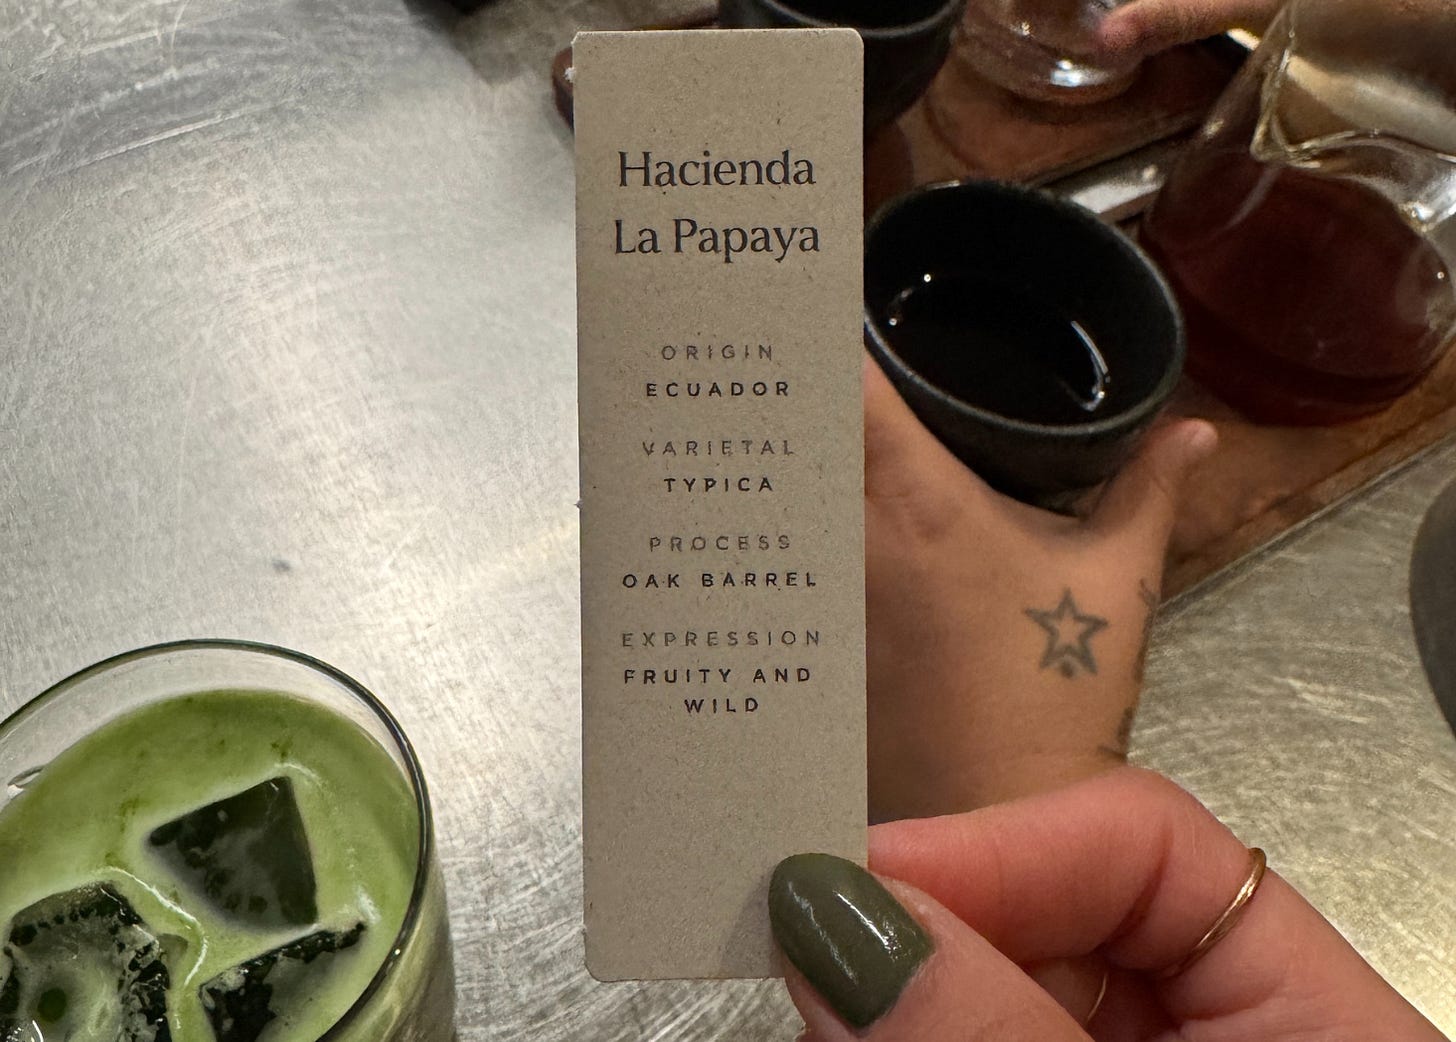 Hacienda
La Papaya
ORIGIN
ECUADOR
VARIETAL
TYPICA
PROCESS
OAK BARREL
EXPRESSION
FRUITY AND
WILD